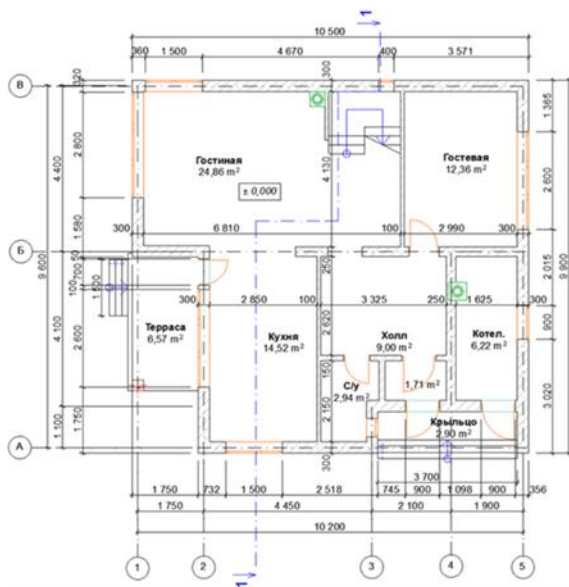 1
10 500
360 1 500 4 670 400 3 571
320
300
В
1 365
2 800
4 400
Гостиная
24,86 m²
± 0,000
4 130
Гостевая
12,36 m²
2 600
1 580
300 6 810 100 2 990 300
Б
9 600
9 900
50
700
100
1 500
250
2 015
300 2 850 100 3 325 250 1 625 300
900
Терраса
6,57 m²
4 100
2 600
Кухня
14,52 m²
2 620
Холл
9,00 m²
Котел.
6,22 m²
150
С/у
2,94 m²
1,71 m²
2 150
3 020
Крыльцо
2,90 m²
1 100
1 750
А
300
3 700
1 750 732 1 500 2 518 745 900 1 098 900 356
1 750 4 450 2 100 1 900
10 200
1 2 3 4 5
1